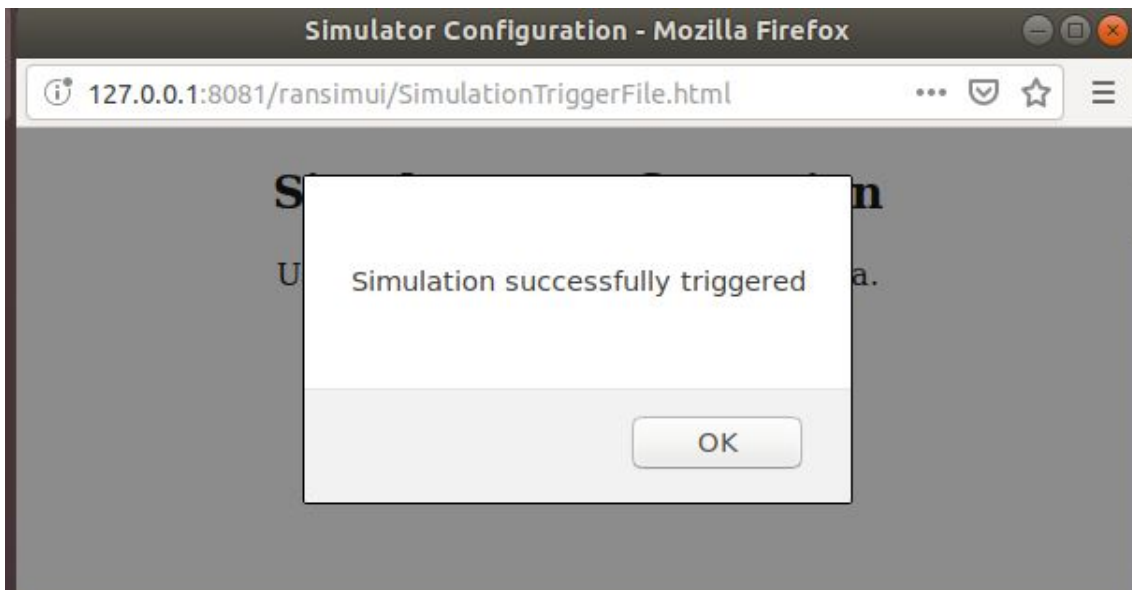 Simulator Configuration - Mozilla Firefox
127.0.0.1:8081/ransimui/SimulationTriggerFile.html
Simulation successfully triggered
OK